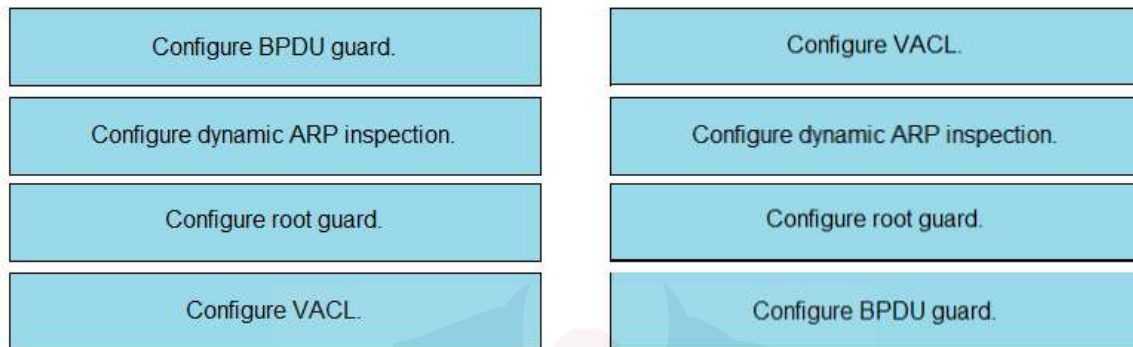 Configure BPDU guard.
Configure dynamic ARP inspection.
Configure root guard.
Configure VACL.
Configure VACL.
Configure dynamic ARP inspection.
Configure root guard.
Configure BPDU guard.